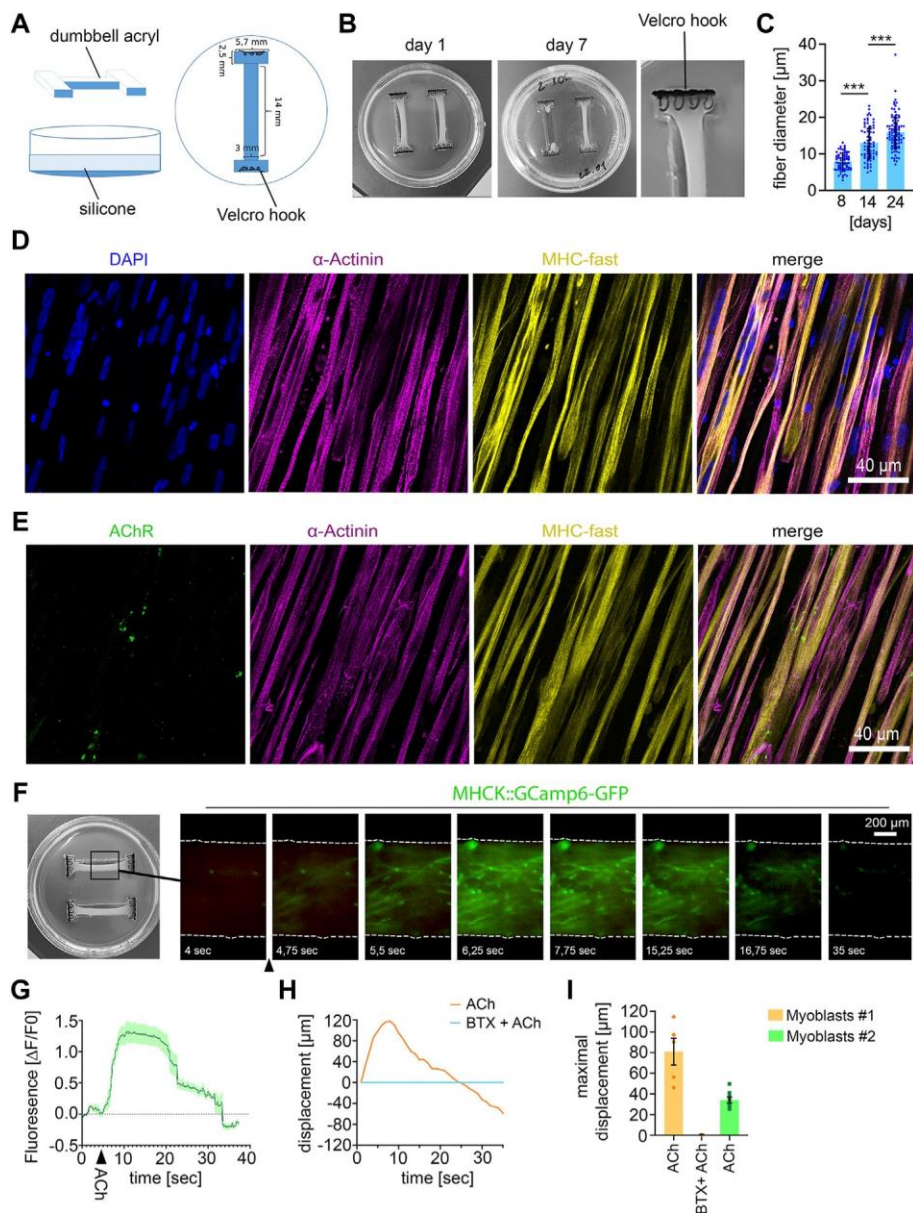 A
dumbbell acryl
silicone
5,7 mm
2,5 mm
14 mm
3 mm
Velcro hook
B
day 1
day 7
Velcro hook
C
fiber diameter [µm]
40
30
20
10
0
***
***
8 14 24
[days]
D
DAPI α-Actinin MHC-fast merge
40 µm
E
AChR α-Actinin MHC-fast merge
40 µm
F
MHCK::GCamp6-GFP
200 µm
4 sec 4,75 sec 5,5 sec 6,25 sec 7,75 sec 15,25 sec 16,75 sec 35 sec
G
Fluoresence [ΔF/F0]
1.5
1.0
0.5
0.0
-0.5
0 10 20 30 40
ACh
time [sec]
H
displacement [µm]
120
80
40
0
-40
-80
-120
0 10 20 30
time [sec]
ACh
BTX + ACh
I
maximal
displacement [µm]
120
100
80
60
40
20
0
ACh
BTX+ ACh
ACh
Myoblasts #1
Myoblasts #2